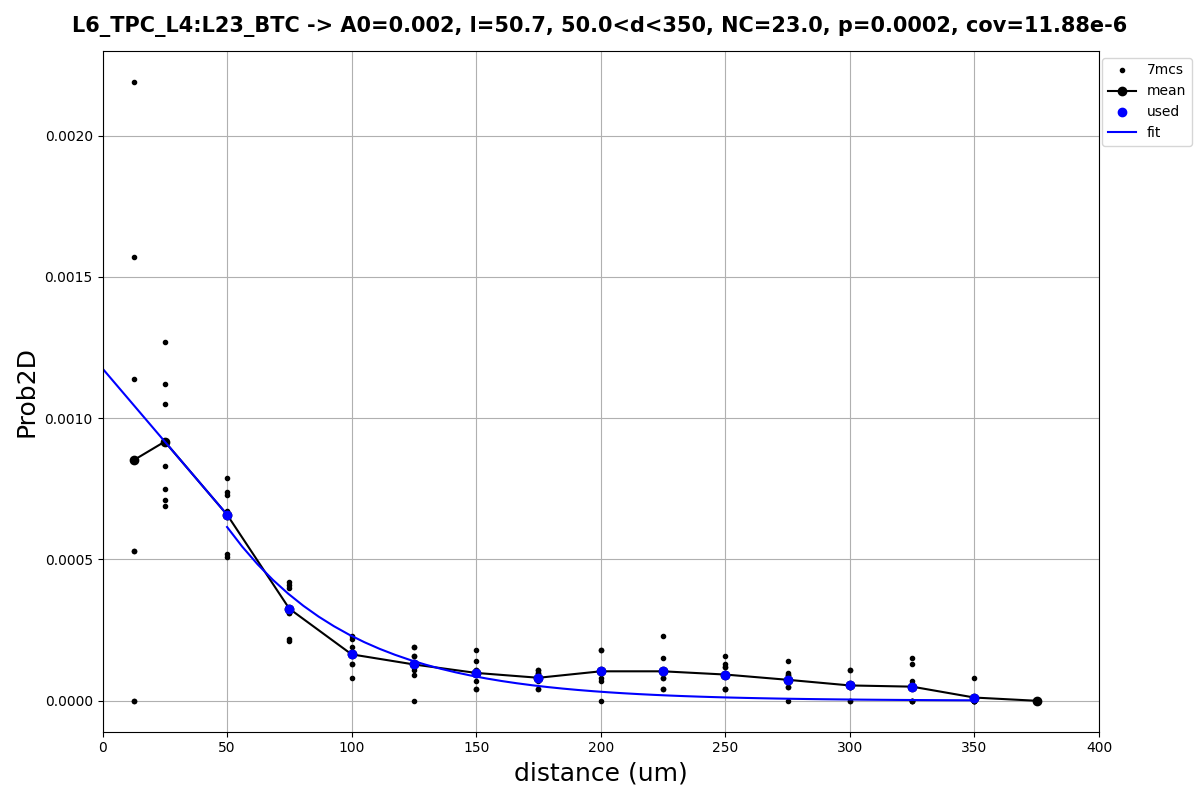 L6_TPC_L4:L23_BTC -> A0=0.002, l=50.7, 50.0<d<350, NC=23.0, p=0.0002, cov=11.88e-6
7mcs
mean
used
fit
Prob2D
0.0020
0.0015
0.0010
0.0005
0.0000
0 50 100 150 200 250 300 350 400
distance (um)